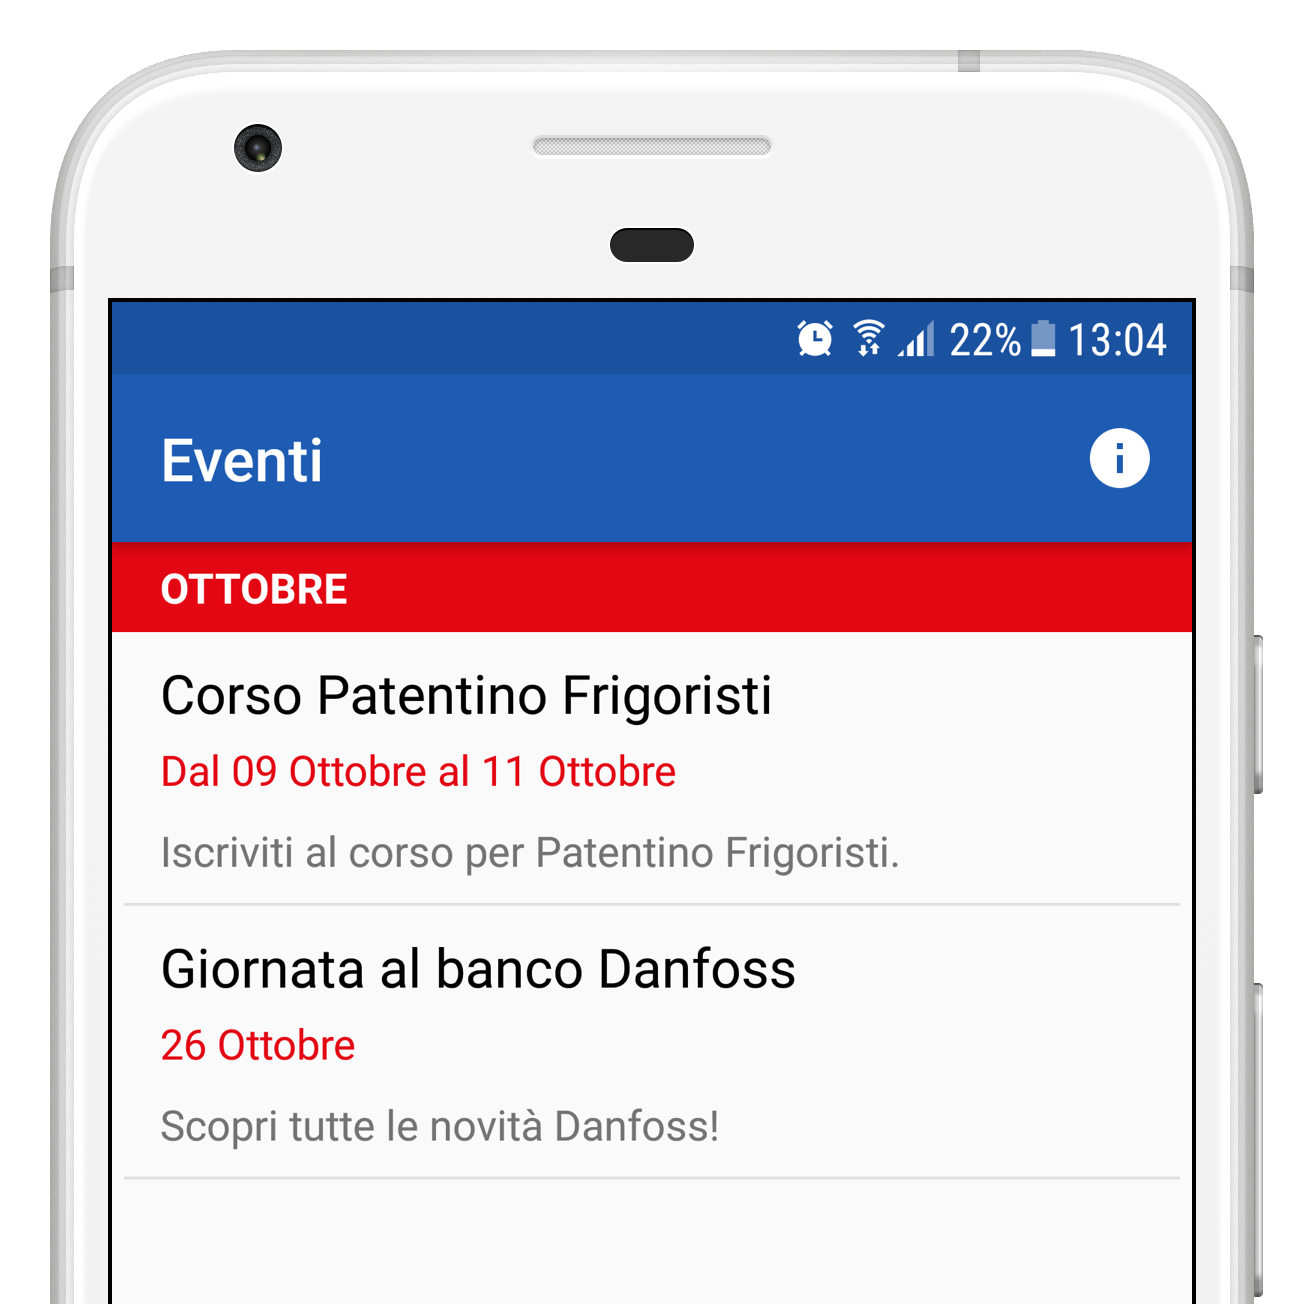 22% 13:04
Eventi
OTTOBRE
Corso Patentino Frigoristi
Dal 09 Ottobre al 11 Ottobre
Iscriviti al corso per Patentino Frigoristi.
Giornata al banco Danfoss
26 Ottobre
Scopri tutte le novità Danfoss!